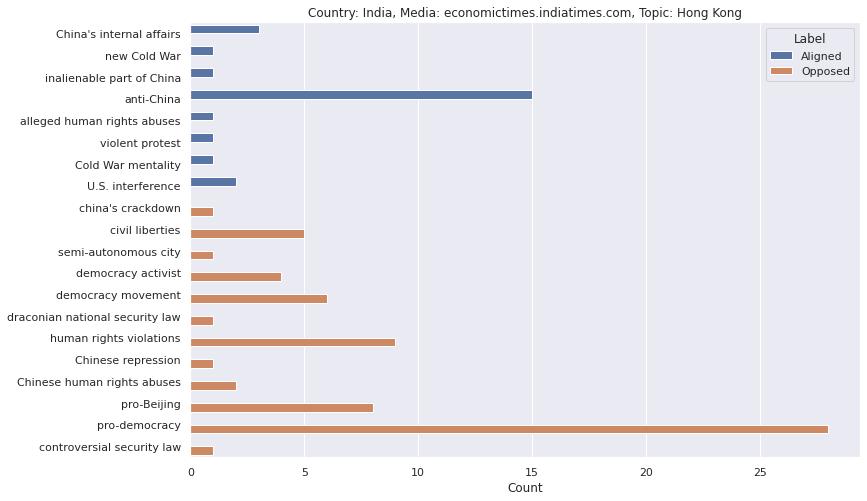 Country: India, Media: economictimes.indiatimes.com, Topic: Hong Kong
Label
Aligned
Opposed
China's internal affairs
new Cold War
inalienable part of China
anti-China
alleged human rights abuses
violent protest
Cold War mentality
U.S. interference
china's crackdown
civil liberties
semi-autonomous city
democracy activist
democracy movement
draconian national security law
human rights violations
Chinese repression
Chinese human rights abuses
pro-Beijing
pro-democracy
controversial security law
0 5 10 15 20 25
Count